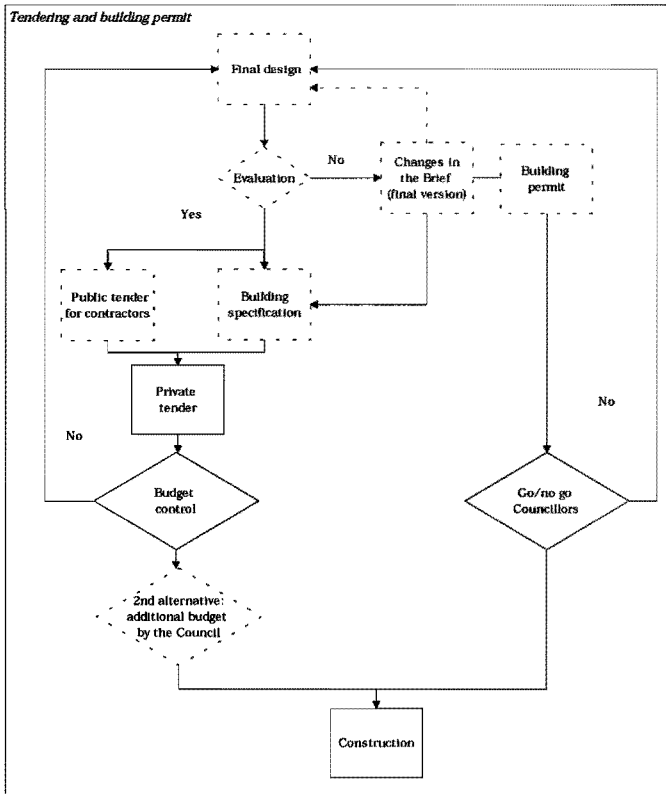 Tendering and building permit
Final design
Evaluation
No
Changes in
the Brief
(final version)
Building
permit
Yes
Public tender
for contractors
Building
specification
Private
tender
No
No
Budget
control
Go/no go
Councillors
2nd alternative:
additional budget
by the Council
Construction